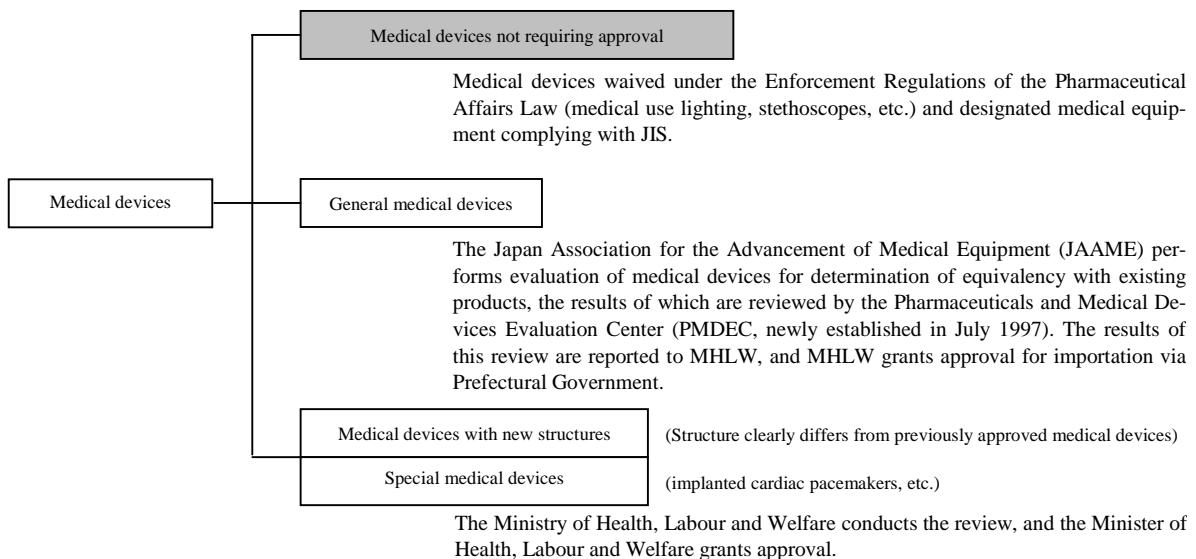 Medical devices not requiring approval
Medical devices waived under the Enforcement Regulations of the Pharmaceutical
Affairs Law (medical use lighting, stethoscopes, etc.) and designated medical equip-
ment complying with JIS.
Medical devices
General medical devices
The Japan Association for the Advancement of Medical Equipment (JAAME) per-
forms evaluation of medical devices for determination of equivalency with existing
products, the results of which are reviewed by the Pharmaceuticals and Medical De-
vices Evaluation Center (PMDEC, newly established in July 1997). The results of
this review are reported to MHLW, and MHLW grants approval for importation via
Prefectural Government.
Medical devices with new structures
(Structure clearly differs from previously approved medical devices)
Special medical devices
(implanted cardiac pacemakers, etc.)
The Ministry of Health, Labour and Welfare conducts the review, and the Minister of
Health, Labour and Welfare grants approval.